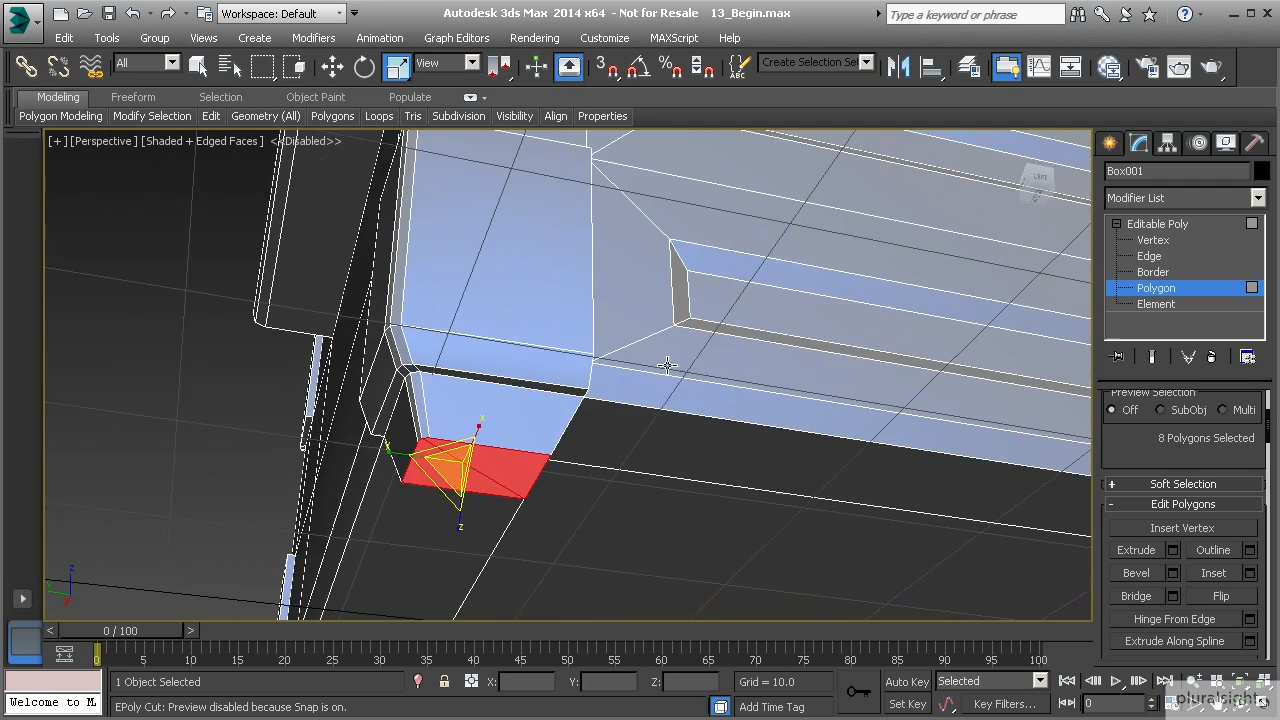 Workspace: Default
Autodesk 3ds Max 2014 x64 - Not for Resale 13_Begin.max
Type a keyword or phrase
Edit Tools Group Views Create Modifiers Animation Graph Editors Rendering Customize MAXScript Help
All View 3 Create Selection Se
Modeling Freeform Selection Object Paint Populate
Polygon Modeling Modify Selection Edit Geometry (All) Polygons Loops Tris Subdivision Visibility Align Properties
[+] [Perspective] [Shaded + Edged Faces] <<Disabled>>
LEFT
Box001
Modifier List
Editable Poly
Vertex
Edge
Border
Polygon
Element
Preview Selection
Off SubObj Multi
8 Polygons Selected
+ Soft Selection
- Edit Polygons
Insert Vertex
Extrude Outline
Bevel Inset
Bridge Flip
Hinge From Edge
Extrude Along Spline
x
y
z
z
y
x
< 0 / 100 >
0 5 10 15 20 25 30 35 40 45 50 55 60 65 70 75 80 85 90 95 100
1 Object Selected X: Y: Z: Grid = 10.0 Auto Key Selected
Welcome to M EPoly Cut: Preview disabled because Snap is on. Add Time Tag Set Key Key Filters... 0
pluralsight